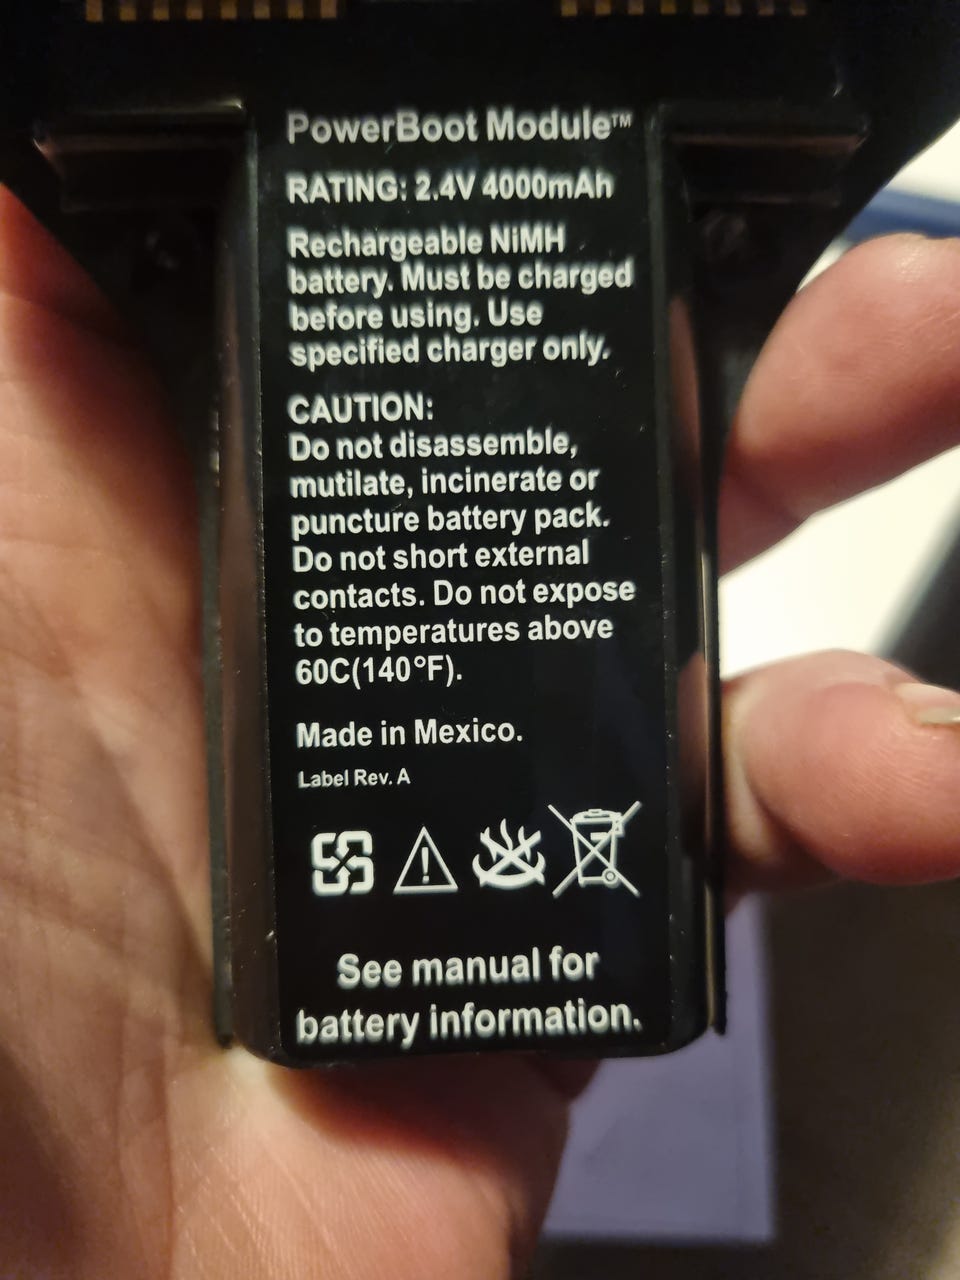 PowerBoot Module™
RATING: 2.4V 4000mAh
Rechargeable NiMH
battery. Must be charged
before using. Use
specified charger only.
CAUTION:
Do not disassemble,
mutilate, incinerate or
puncture battery pack.
Do not short external
contacts. Do not expose
to temperatures above
60C(140°F).
Made in Mexico.
Label Rev. A
See manual for
battery information.